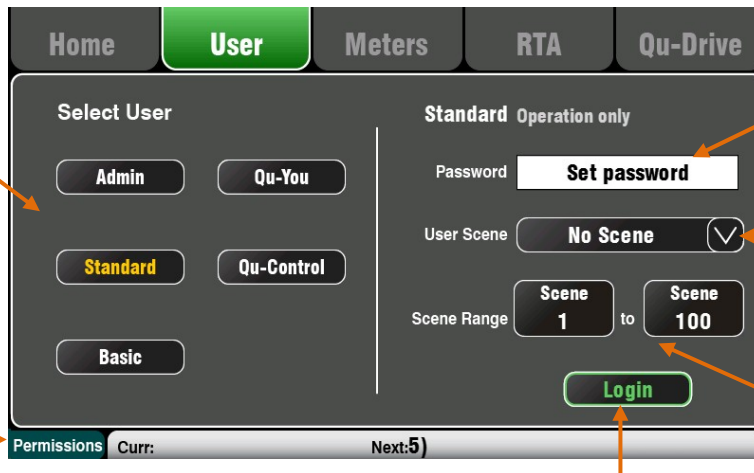 Home User Meters RTA Qu-Drive
Select User
Admin Qu-You
Standard Qu-Control
Basic
Standard Operation only
Password Set password
User Scene No Scene
Scene Range Scene 1 to Scene 100
Login
Permissions Curr: Next:5)